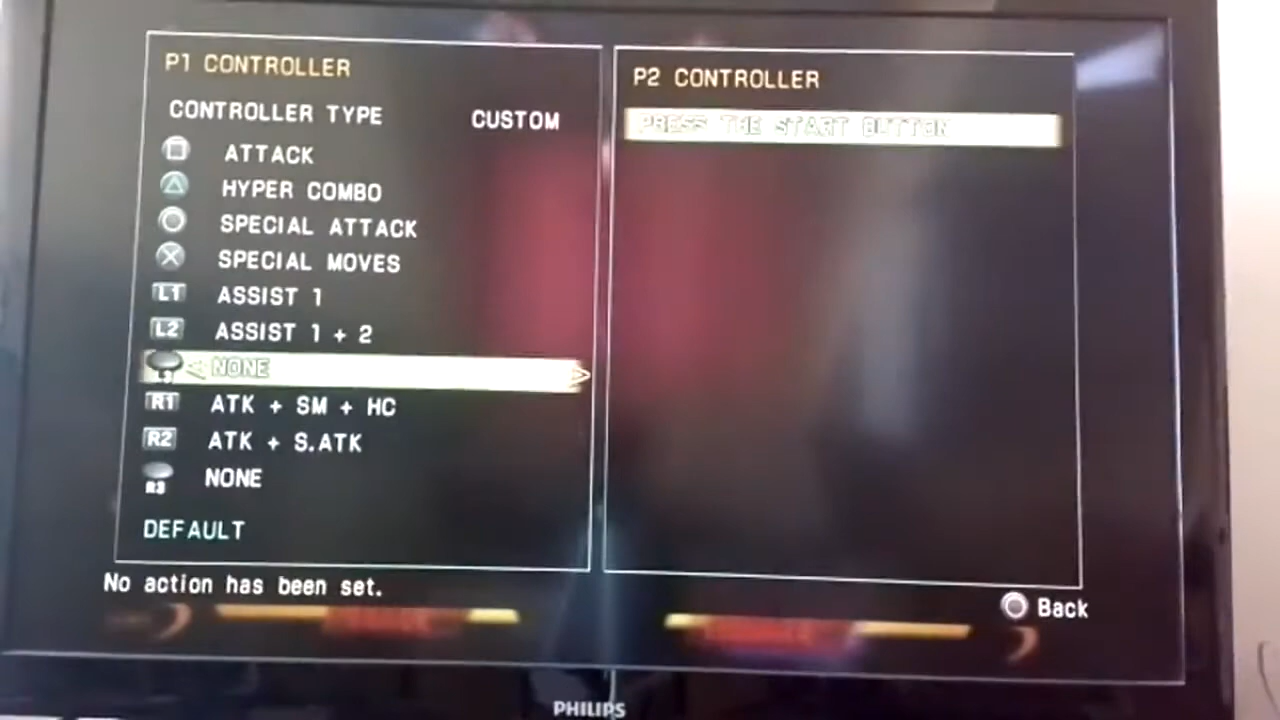 P1 CONTROLLER
CONTROLLER TYPE CUSTOM
ATTACK
HYPER COMBO
SPECIAL ATTACK
SPECIAL MOVES
L1 ASSIST 1
L2 ASSIST 1 + 2
L3 < NONE >
R1 ATK + SM + HC
R2 ATK + S.ATK
R3 NONE
DEFAULT
No action has been set.
P2 CONTROLLER
PRESS THE START BUTTON
Back
PHILIPS